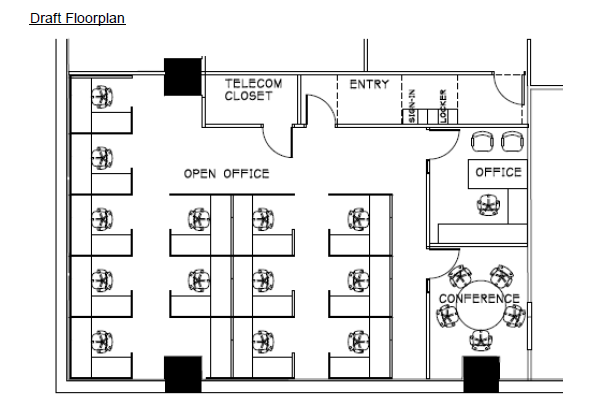 Draft Floorplan
TELECOM
CLOSET
ENTRY
SIGN-IN
LOCKER
OPEN OFFICE
OFFICE
CONFERENCE